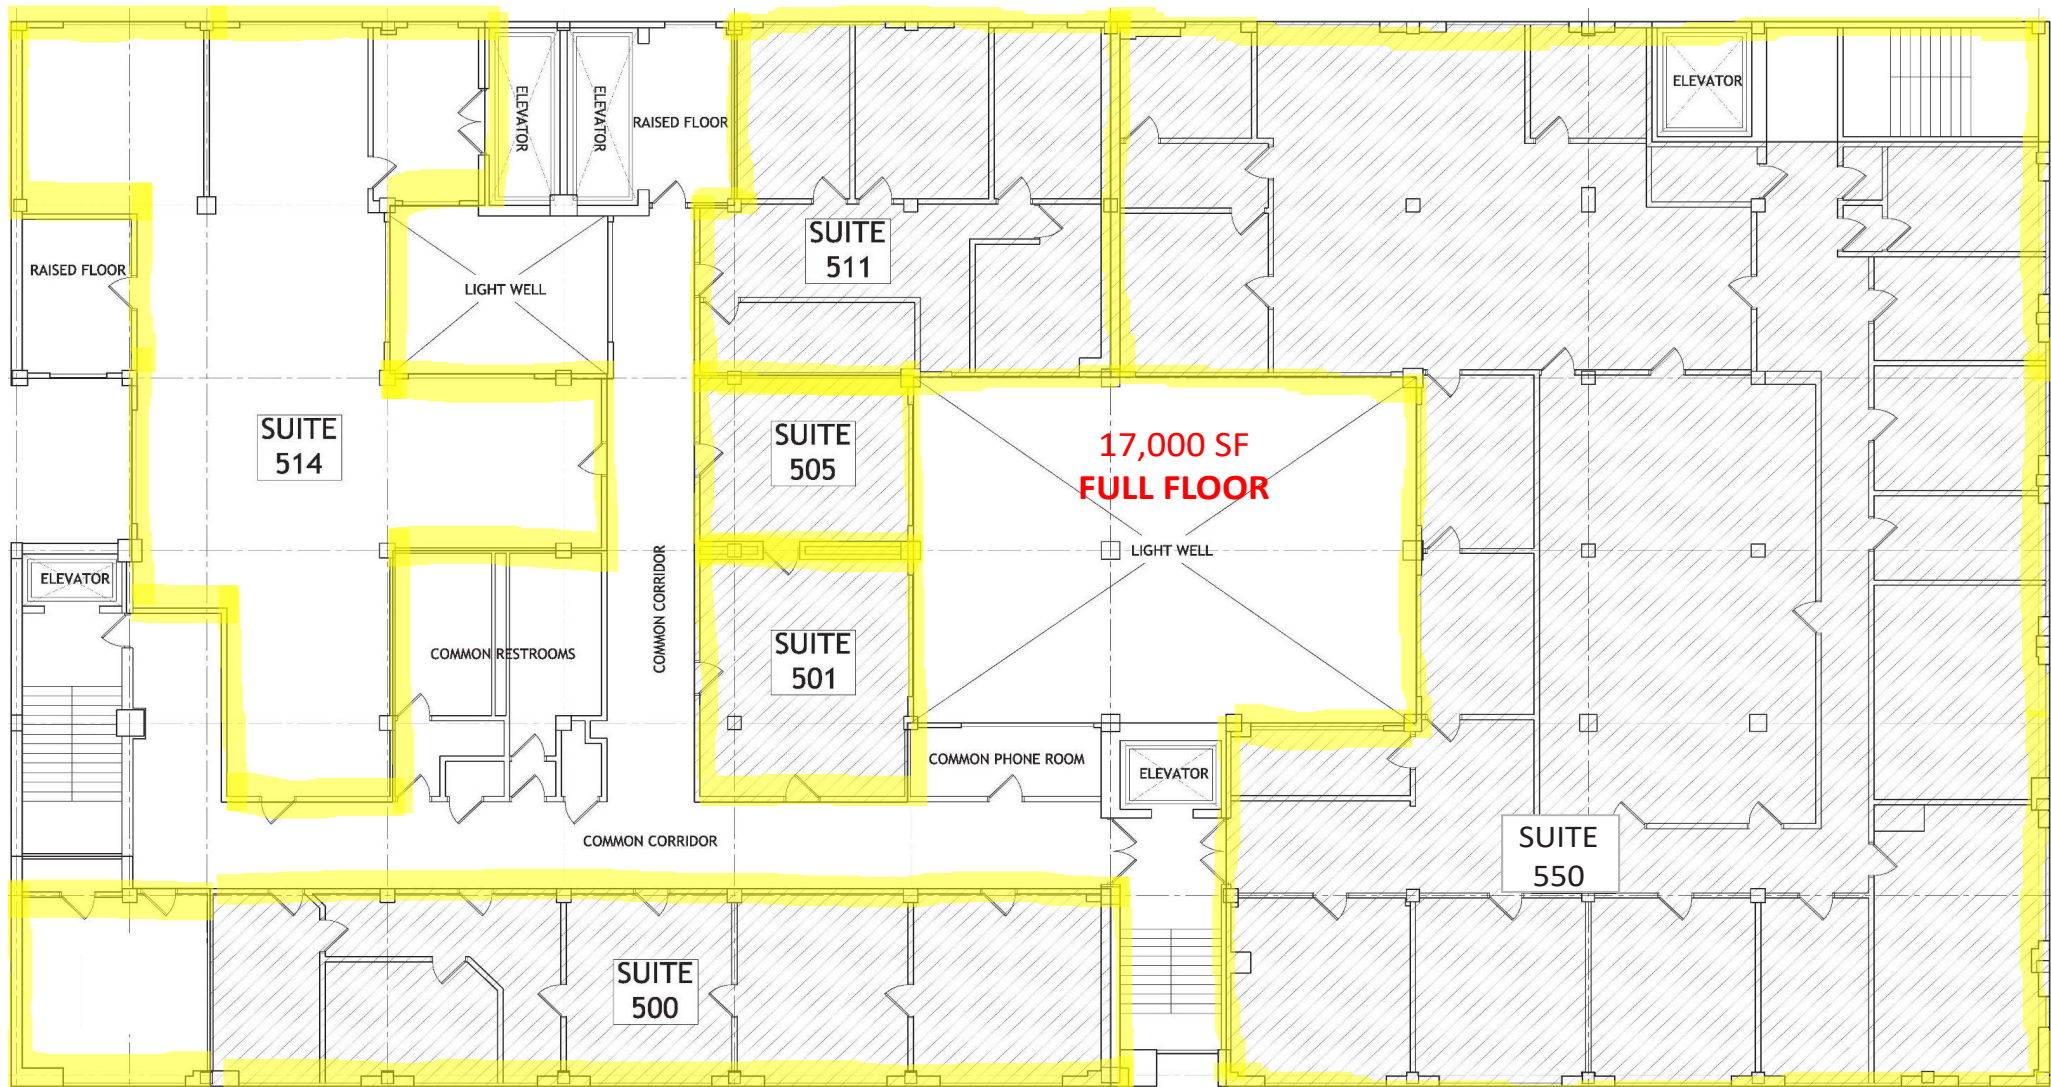 ELEVATOR
ELEVATOR
RAISED FLOOR
ELEVATOR
SUITE
511
RAISED FLOOR
LIGHT WELL
SUITE
514
SUITE
505
17,000 SF
FULL FLOOR
LIGHT WELL
ELEVATOR
COMMON CORRIDOR
COMMON RESTROOMS
SUITE
501
COMMON PHONE ROOM
ELEVATOR
COMMON CORRIDOR
SUITE
550
SUITE
500